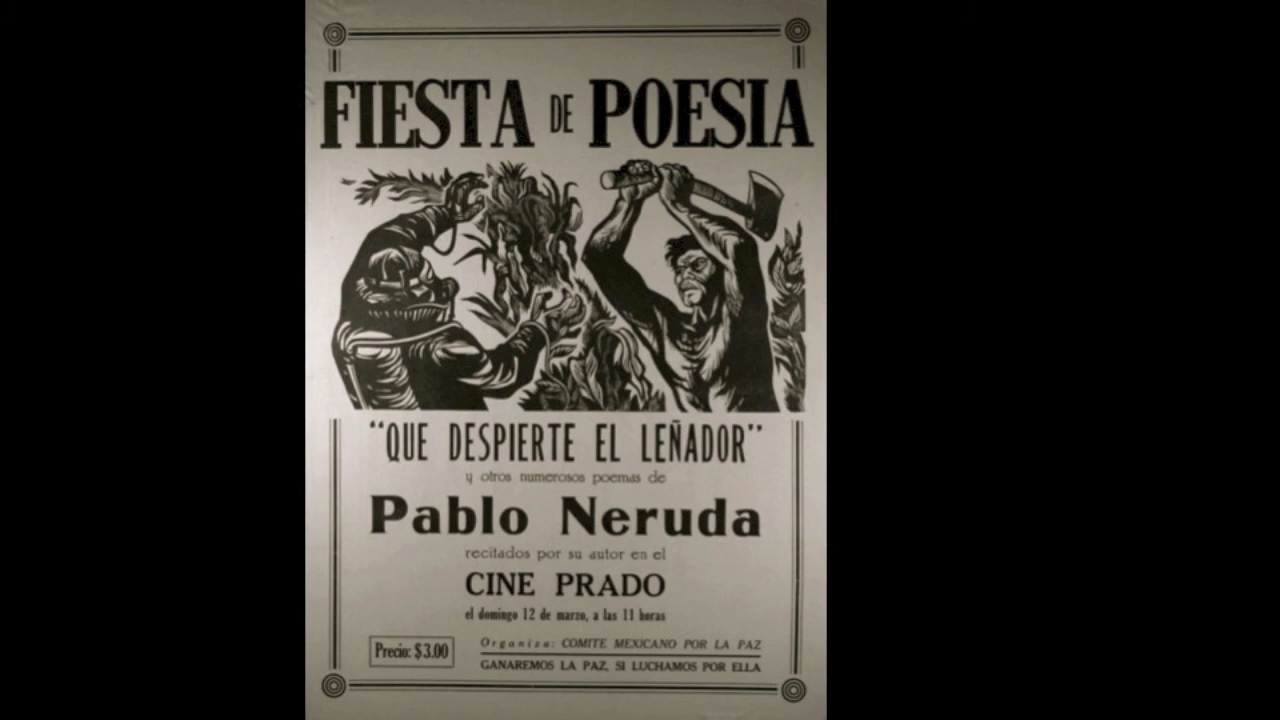 FIESTA DE POESIA
“QUE DESPIERTE EL LEÑADOR”
y otros numerosos poemas de
Pablo Neruda
recitados por su autor en el
CINE PRADO
el domingo 12 de marzo, a las 11 horas
Precio: $3.00
Organiza: COMITE MEXICANO POR LA PAZ
GANAREMOS LA PAZ, SI LUCHAMOS POR ELLA